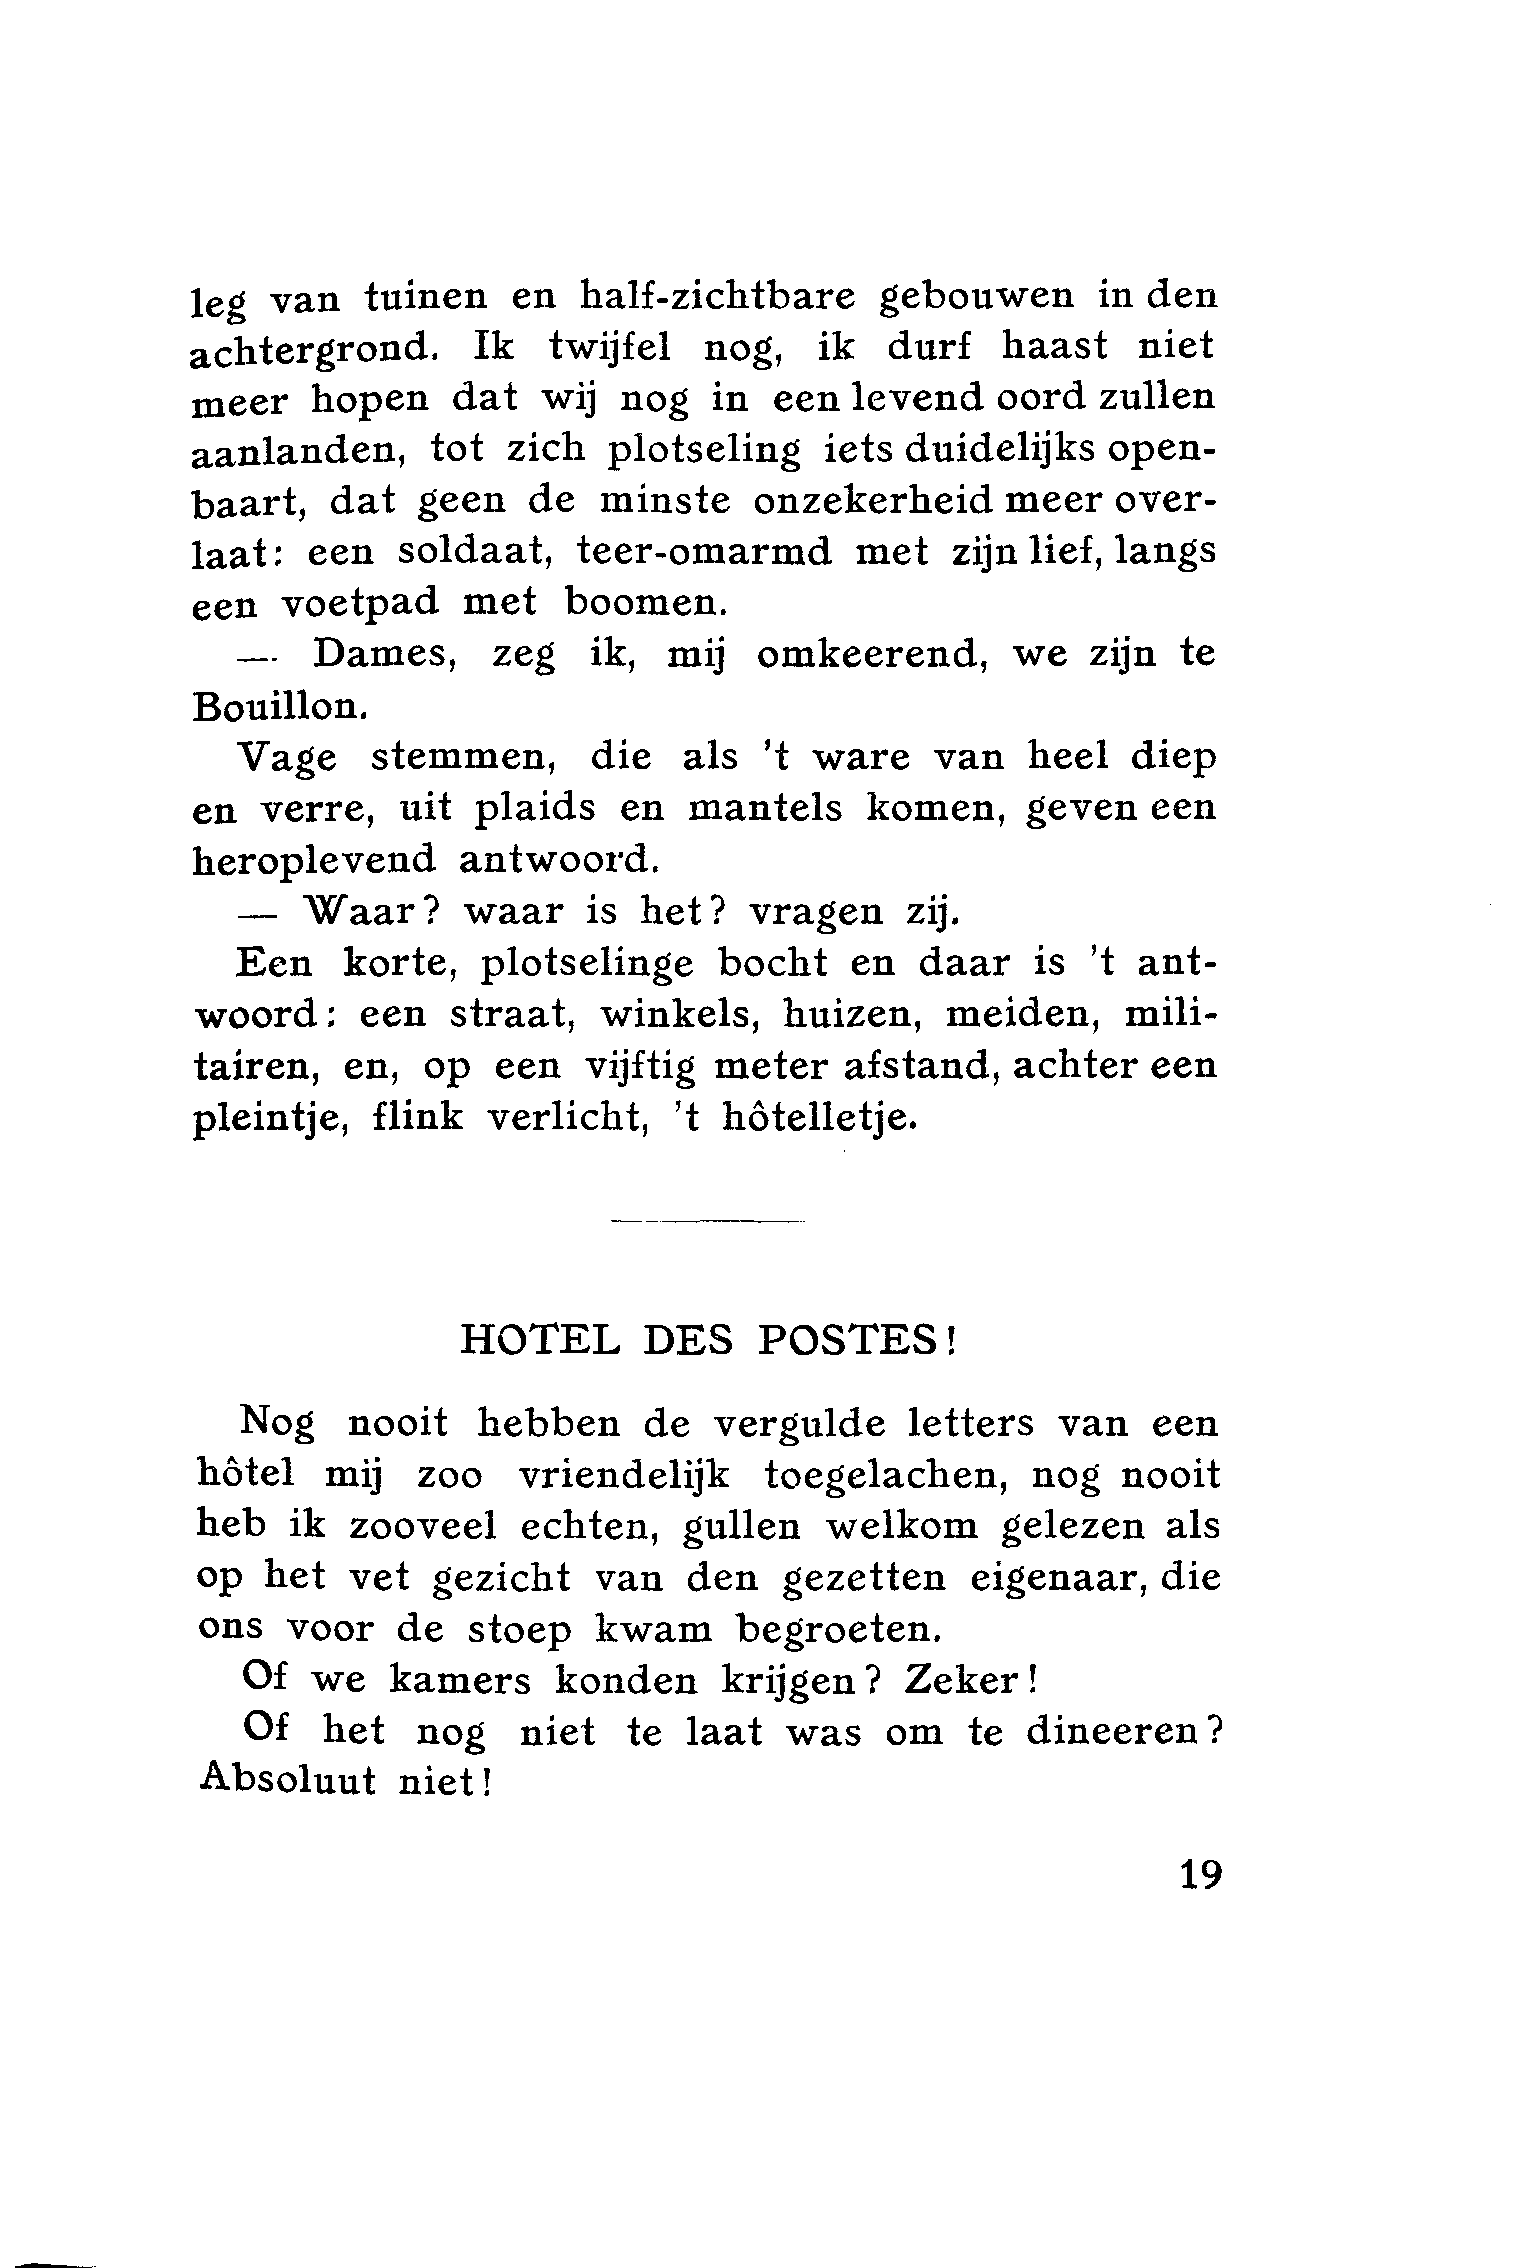 leg van tuinen en half-zichtbare gebouwen in den
achtergrond. Ik twijfel nog, ik durf haast niet
meer hopen dat wij nog in een levend oord zullen
aanlanden, tot zich plotseling iets duidelijks open-
baart, dat geen de minste onzekerheid meer over-
laat: een soldaat, teer-omarmd met zijn lief, langs
een voetpad met boomen.
— Dames, zeg ik, mij omkeerend, we zijn te
Bouillon.
Vage stemmen, die als 't ware van heel diep
en verre, uit plaids en mantels komen, geven een
heroplevend antwoord.
— Waar? waar is het? vragen zij.
Een korte, plotselinge bocht en daar is 't ant-
woord: een straat, winkels, huizen, meiden, mili-
tairen, en, op een vijftig meter afstand, achter een
pleintje, flink verlicht, 't hôtelletje.
HOTEL DES POSTES!
Nog nooit hebben de vergulde letters van een
hôtel mij zoo vriendelijk toegelachen, nog nooit
heb ik zooveel echten, gullen welkom gelezen als
op het vet gezicht van den gezetten eigenaar, die
ons voor de stoep kwam begroeten.
Of we kamers konden krijgen? Zeker!
Of het nog niet te laat was om te dineeren?
Absoluut niet!
19